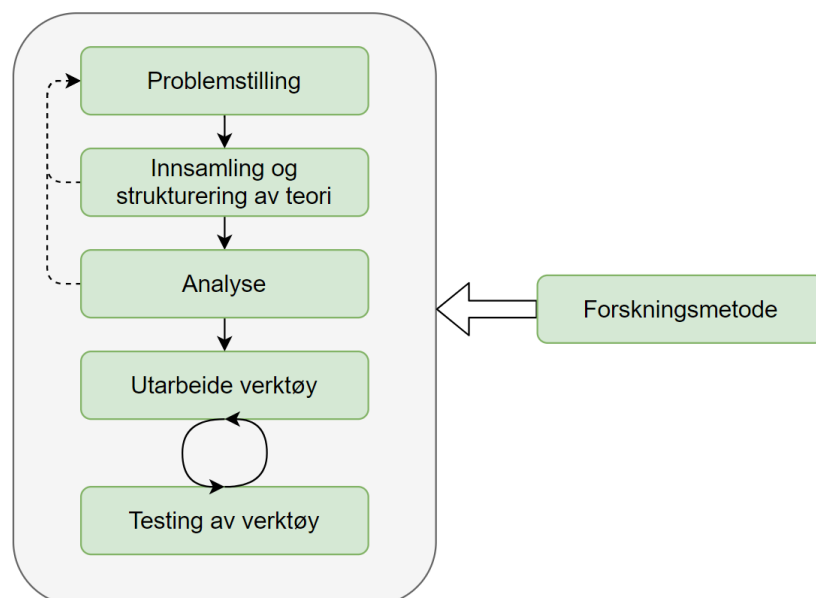 Problemstilling
Innsamling og
strukturering av teori
Analyse
Utarbeide verktøy
Testing av verktøy
Forskningsmetode